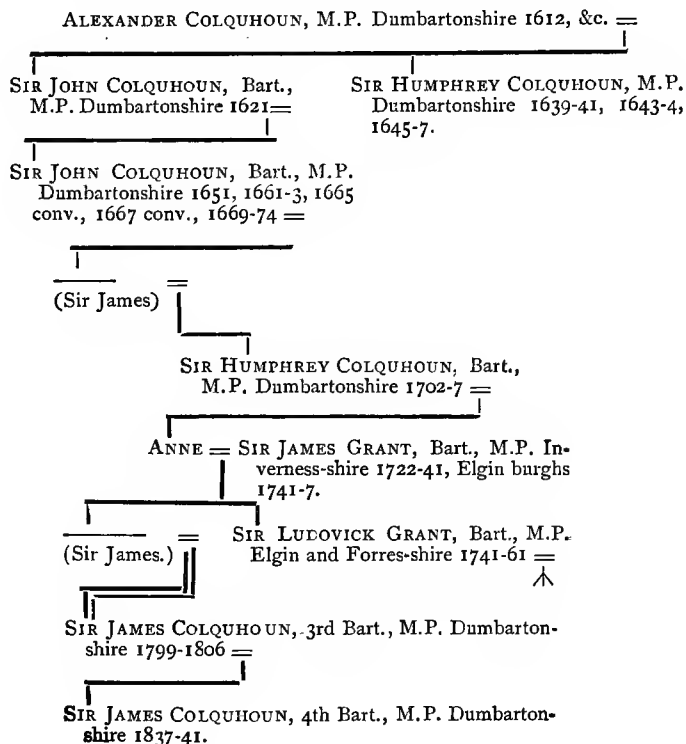 ALEXANDER COLQUHOUN, M.P. Dumbartonshire 1612, &c. =
SIR JOHN COLQUHOUN, Bart.,
M.P. Dumbartonshire 1621=
SIR HUMPHREY COLQUHOUN, M.P.
Dumbartonshire 1639-41, 1643-4,
1645-7.
SIR JOHN COLQUHOUN, Bart., M.P.
Dumbartonshire 1651, 1661-3, 1665
conv., 1667 conv., 1669-74 =
(Sir James) =
SIR HUMPHREY COLQUHOUN, Bart.,
M.P. Dumbartonshire 1702-7 =
ANNE = SIR JAMES GRANT, Bart., M.P. In-
verness-shire 1722-41, Elgin burghs
1741-7.
(Sir James.) =
SIR LUDOVICK GRANT, Bart., M.P.
Elgin and Forres-shire 1741-61 =
SIR JAMES COLQUHOUN, 3rd Bart., M.P. Dumbarton-
shire 1799-1806 =
SIR JAMES COLQUHOUN, 4th Bart., M.P. Dumbarton-
shire 1837-41.